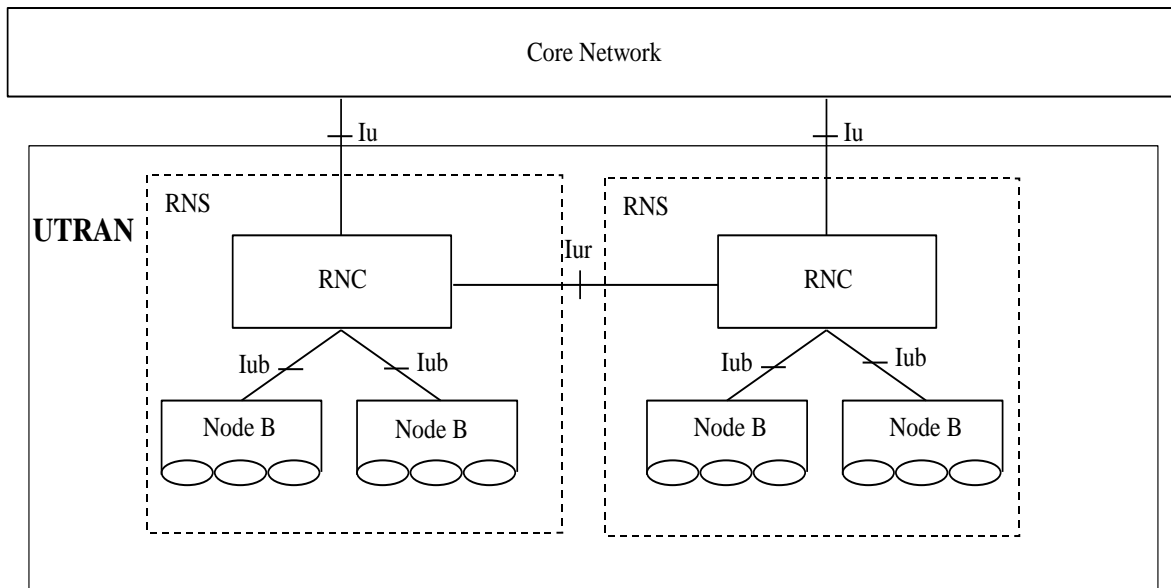 Core Network
Iu
Iu
UTRAN
RNS
RNS
RNC
Iur
RNC
Iub
Iub
Iub
Iub
Node B
Node B
Node B
Node B